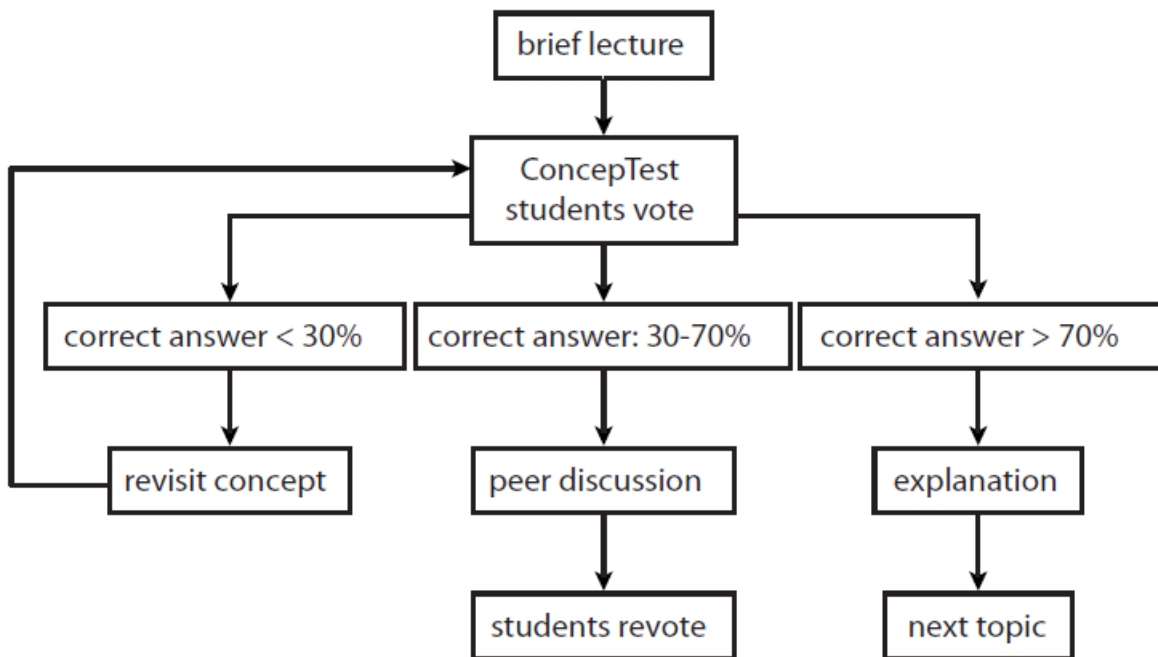 brief lecture
ConcepTest
students vote
correct answer < 30%
correct answer: 30-70%
correct answer > 70%
revisit concept
peer discussion
explanation
students revote
next topic